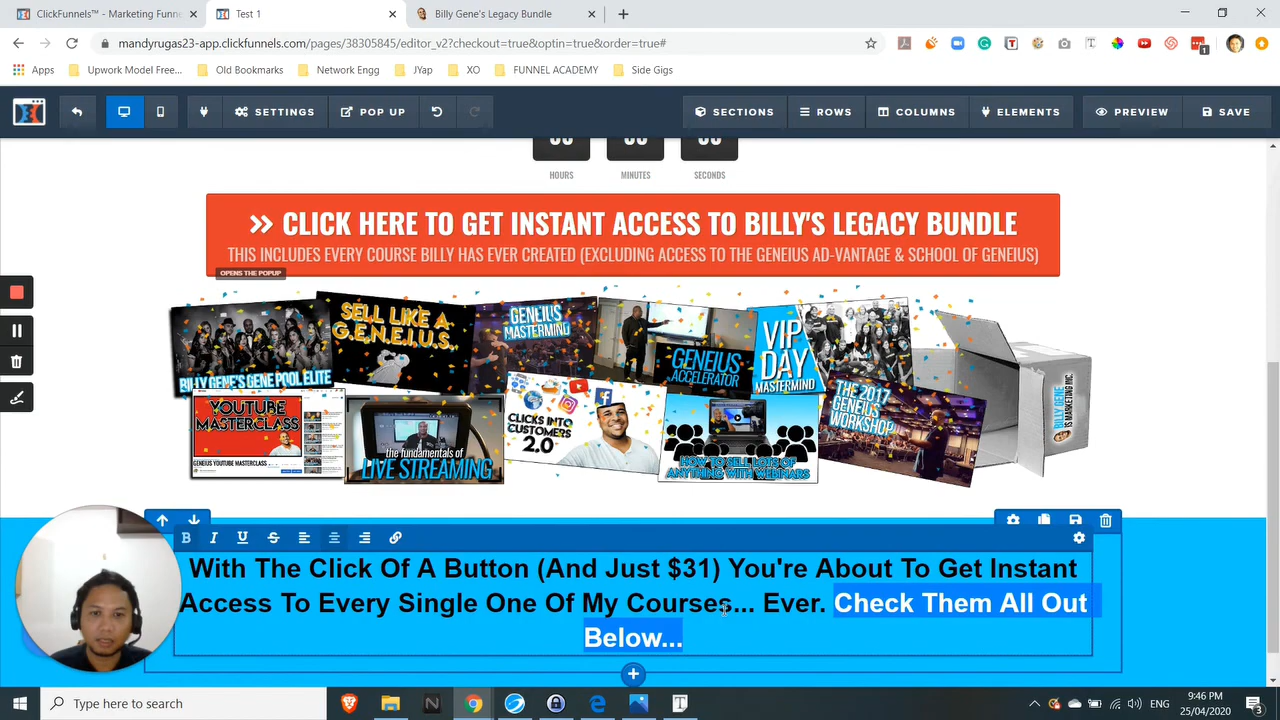 ClickFunnels™ - Marketing Funne
Test 1
Billy Gene's Legacy Bundle
mandyrugas23-app.clickfunnels.com/pages/38305845/editor_v2?checkout=true&optin=true&order=true#
Apps
Upwork Model Free...
Old Bookmarks
Network Engg
JYap
XO
FUNNEL ACADEMY
Side Gigs
SETTINGS
POP UP
SECTIONS
ROWS
COLUMNS
ELEMENTS
PREVIEW
SAVE
HOURS
MINUTES
SECONDS
CLICK HERE TO GET INSTANT ACCESS TO BILLY'S LEGACY BUNDLE
THIS INCLUDES EVERY COURSE BILLY HAS EVER CREATED (EXCLUDING ACCESS TO THE GENEIUS AD-VANTAGE & SCHOOL OF GENEIUS)
OPENS THE POPUP
BILLY GENE'S GENE POOL ELITE
SELL LIKE A
G.E.N.E.I.U.S.
GENEIUS
MASTERMIND
GENEIUS
ACCELERATOR
VIP
DAY
MASTERMIND
YOUTUBE
MASTERCLASS
GENEIUS YOUTUBE MASTERCLASS
the fundamentals of
LIVE STREAMING
CLICKS INTO
CUSTOMERS
2.0
HOW TO SELL LOTS OF
ANYTHING WITH WEBINARS
THE 2017
GENEIUS
WORKSHOP
BILLY GENE
IS MARKETING INC.
With The Click Of A Button (And Just $31) You're About To Get Instant
Access To Every Single One Of My Courses... Ever. Check Them All Out
Below...
Type here to search
ENG
9:46 PM
25/04/2020